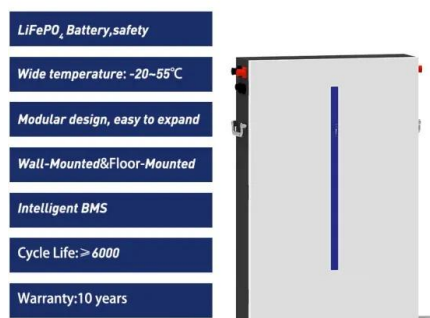 LiFePO₄ Battery,safety
Wide temperature: -20~55℃
Modular design, easy to expand
Wall-Mounted&Floor-Mounted
Intelligent BMS
Cycle Life:≥6000
Warranty:10 years